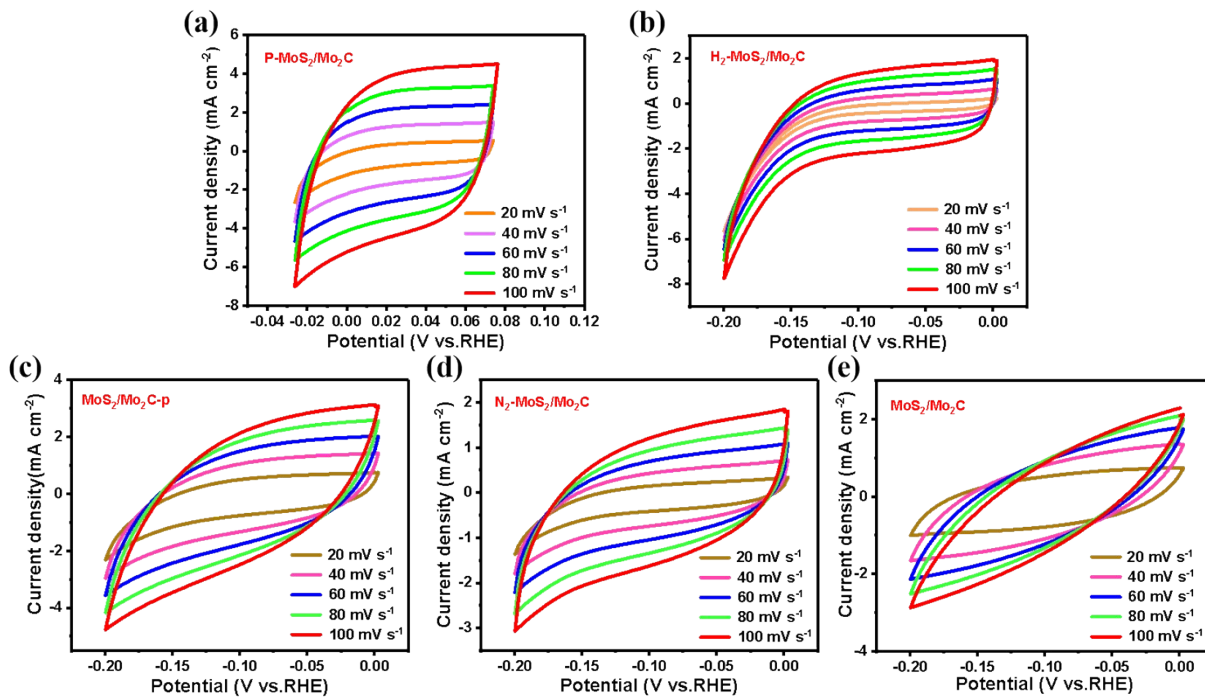 (a)
P-MoS₂/Mo₂C
Current density (mA cm⁻²)
6
4
2
0
-2
-4
-6
-8
20 mV s⁻¹
40 mV s⁻¹
60 mV s⁻¹
80 mV s⁻¹
100 mV s⁻¹
-0.04 -0.02 0.00 0.02 0.04 0.06 0.08 0.10 0.12
Potential (V vs.RHE)
(b)
H₂-MoS₂/Mo₂C
Current density (mA cm⁻²)
4
2
0
-2
-4
-6
-8
20 mV s⁻¹
40 mV s⁻¹
60 mV s⁻¹
80 mV s⁻¹
100 mV s⁻¹
-0.20 -0.15 -0.10 -0.05 0.00
Potential (V vs.RHE)
(c)
MoS₂/Mo₂C-p
Current density(mA cm⁻²)
4
2
0
-2
-4
20 mV s⁻¹
40 mV s⁻¹
60 mV s⁻¹
80 mV s⁻¹
100 mV s⁻¹
-0.20 -0.15 -0.10 -0.05 0.00
Potential (V vs.RHE)
(d)
N₂-MoS₂/Mo₂C
Current density (mA cm⁻²)
2
1
0
-1
-2
-3
20 mV s⁻¹
40 mV s⁻¹
60 mV s⁻¹
80 mV s⁻¹
100 mV s⁻¹
-0.20 -0.15 -0.10 -0.05 0.00
Potential (V vs.RHE)
(e)
MoS₂/Mo₂C
Current density (mA cm⁻²)
2
0
-2
-4
20 mV s⁻¹
40 mV s⁻¹
60 mV s⁻¹
80 mV s⁻¹
100 mV s⁻¹
-0.20 -0.15 -0.10 -0.05 0.00
Potential (V vs.RHE)